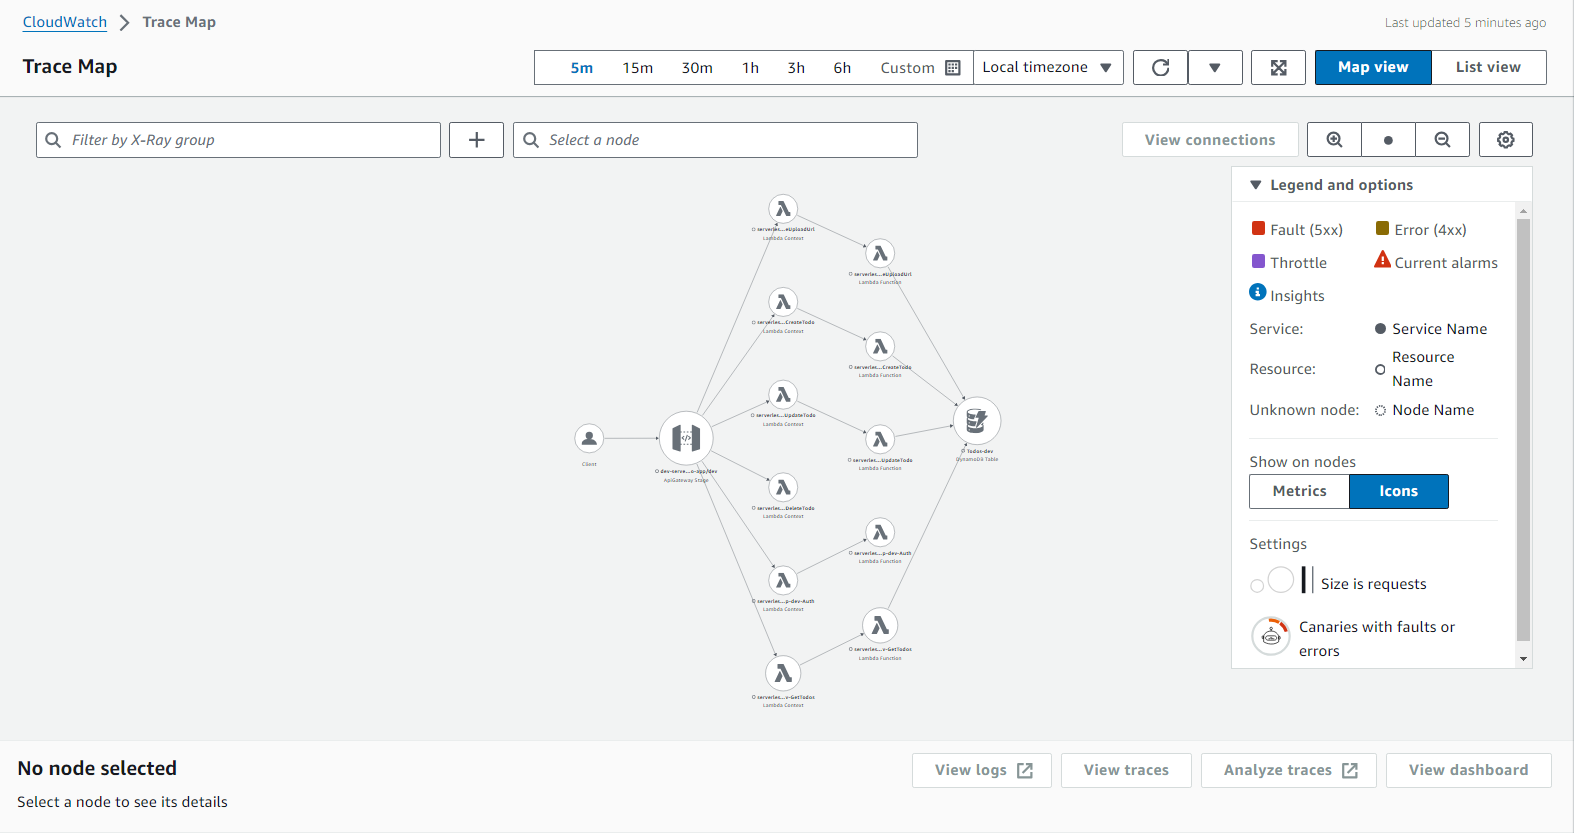 CloudWatch > Trace Map
Last updated 5 minutes ago
Trace Map
5m 15m 30m 1h 3h 6h Custom Local timezone
Map view List view
Filter by X-Ray group
Select a node
View connections
Legend and options
Fault (5xx) Error (4xx)
Throttle Current alarms
Insights
Service: Service Name
Resource: Resource Name
Unknown node: Node Name
Show on nodes
Metrics Icons
Settings
Size is requests
Canaries with faults or errors
serverles...eUploadUrl
Lambda Context
serverles...eUploadUrl
Lambda Function
serverles...CreateTodo
Lambda Context
serverles...CreateTodo
Lambda Function
serverles...UpdateTodo
Lambda Context
serverles...UpdateTodo
Lambda Function
Client
dev-serve...o-app/dev
ApiGateway Stage
Todos-dev
DynamoDB Table
serverles...DeleteTodo
Lambda Context
serverles...p-dev-Auth
Lambda Function
serverles...p-dev-Auth
Lambda Context
serverles...v-GetTodos
Lambda Function
serverles...v-GetTodos
Lambda Context
No node selected
Select a node to see its details
View logs View traces Analyze traces View dashboard